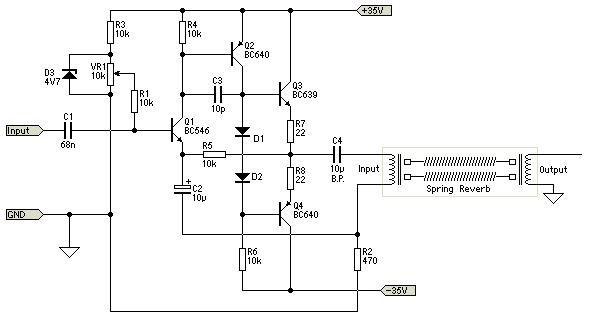 +35V
R3
10k
R4
10k
Q2
BC640
D3
4V7
VR1
10k
R1
10k
C3
10p
Q3
BC639
Input
C1
68n
Q1
BC546
D1
R7
22
R5
10k
C4
10µ
B.P.
Input
Output
Spring Reverb
D2
R8
22
+
C2
10µ
Q4
BC640
GND
R6
10k
R2
470
-35V